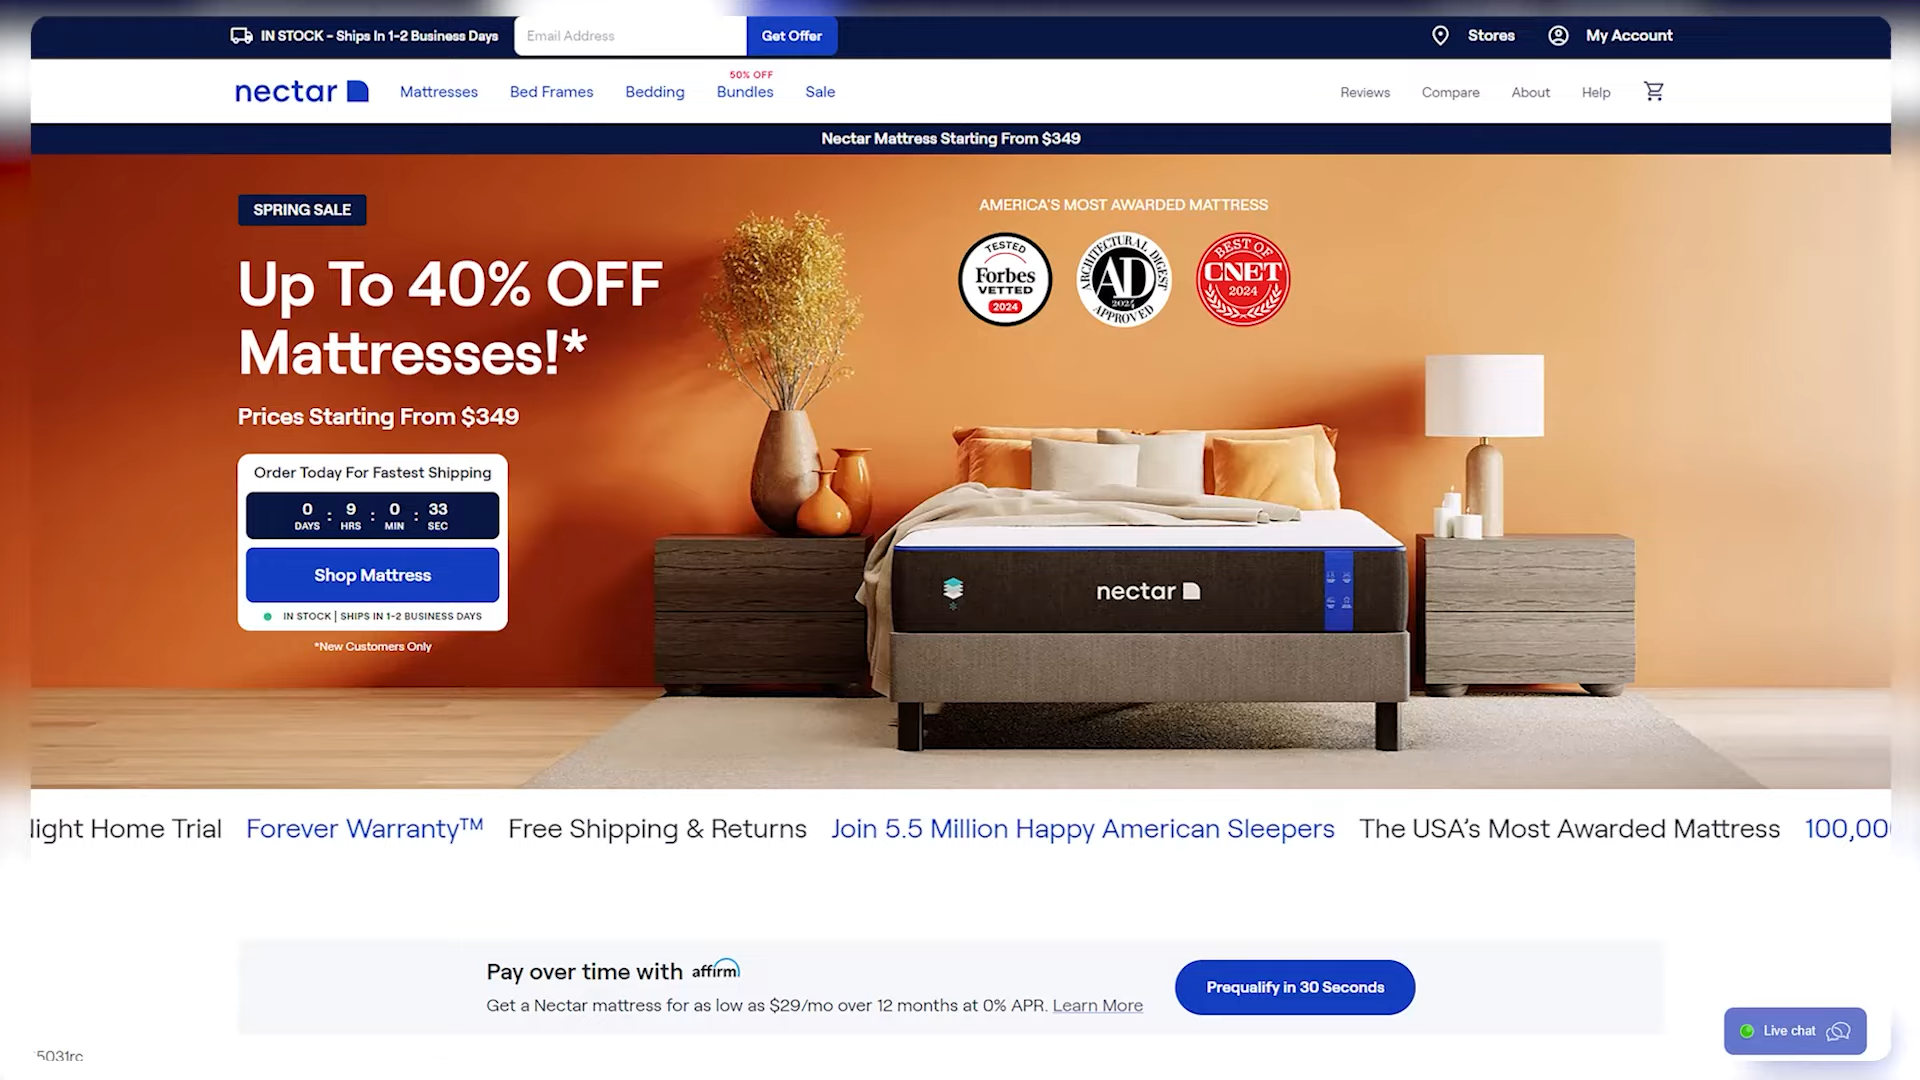 IN STOCK - Ships In 1-2 Business Days
Email Address
Get Offer
Stores
My Account
nectar
Mattresses
Bed Frames
Bedding
50% OFF
Bundles
Sale
Reviews
Compare
About
Help
Nectar Mattress Starting From $349
SPRING SALE
Up To 40% OFF
Mattresses!*
Prices Starting From $349
Order Today For Fastest Shipping
0 : 9 : 0 : 33
DAYS HRS MIN SEC
Shop Mattress
IN STOCK | SHIPS IN 1-2 BUSINESS DAYS
*New Customers Only
AMERICA'S MOST AWARDED MATTRESS
TESTED
Forbes
VETTED
2024
ARCHITECTURAL DIGEST
AD
2024
APPROVED
BEST OF
CNET
2024
nectar
Home Trial Forever Warranty™ Free Shipping & Returns Join 5.5 Million Happy American Sleepers The USA's Most Awarded Mattress
Pay over time with affirm
Get a Nectar mattress for as low as $29/mo over 12 months at 0% APR. Learn More
Prequalify in 30 Seconds
Live chat